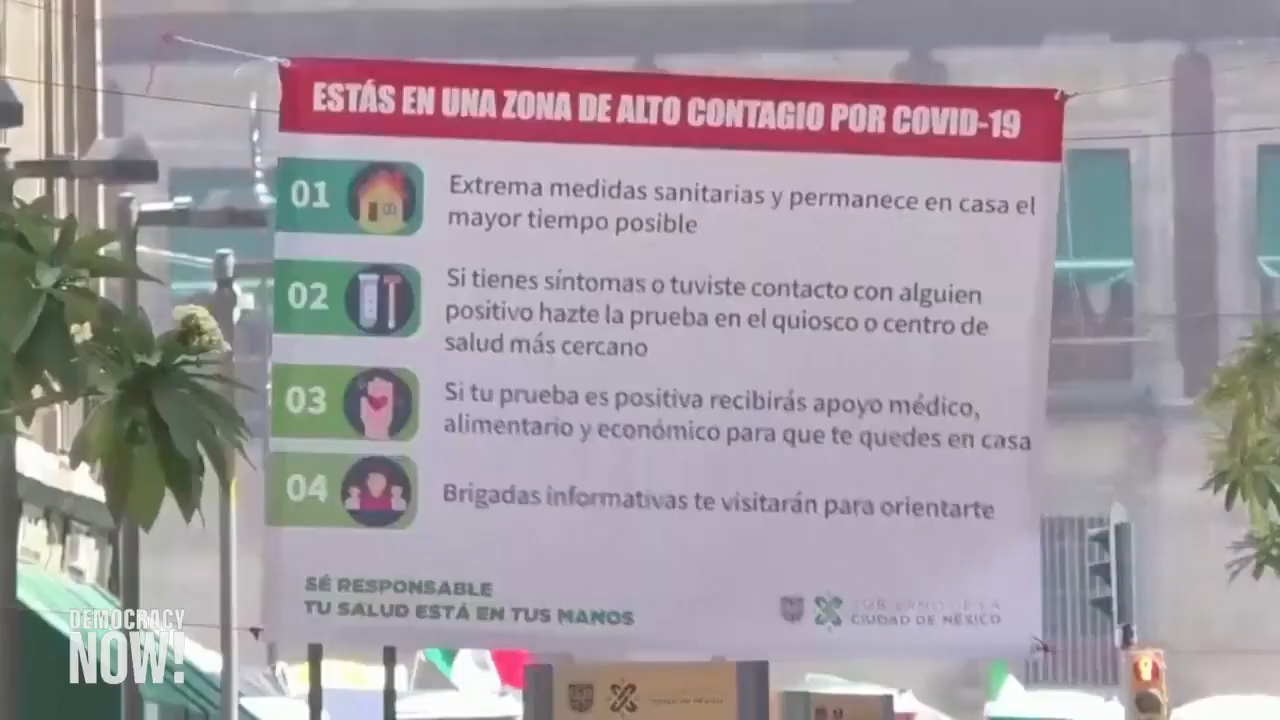 ESTÁS EN UNA ZONA DE ALTO CONTAGIO POR COVID-19
01
Extrema medidas sanitarias y permanece en casa el
mayor tiempo posible
02
Si tienes síntomas o tuviste contacto con alguien
positivo hazte la prueba en el quiosco o centro de
salud más cercano
03
Si tu prueba es positiva recibirás apoyo médico,
alimentario y económico para que te quedes en casa
04
Brigadas informativas te visitarán para orientarte
SÉ RESPONSABLE
TU SALUD ESTÁ EN TUS MANOS
GOBIERNO DE LA
CIUDAD DE MÉXICO
DEMOCRACY
NOW!